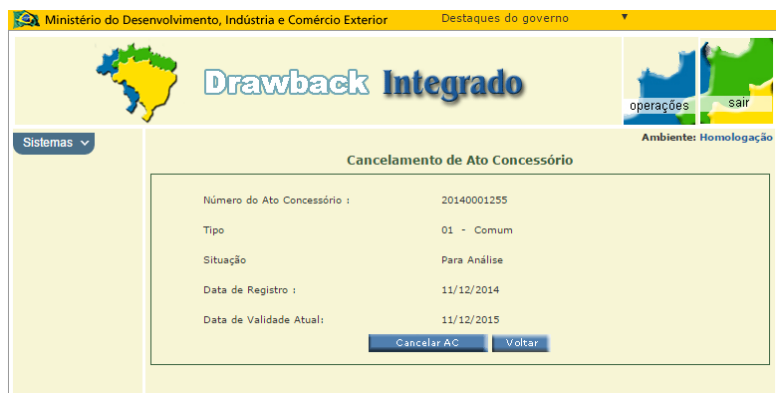 Ministério do Desenvolvimento, Indústria e Comércio Exterior Destaques do governo
Drawback Integrado
operações sair
Sistemas
Ambiente: Homologação
Cancelamento de Ato Concessório
Número do Ato Concessório : 20140001255
Tipo 01 - Comum
Situação Para Análise
Data de Registro : 11/12/2014
Data de Validade Atual: 11/12/2015
Cancelar AC Voltar